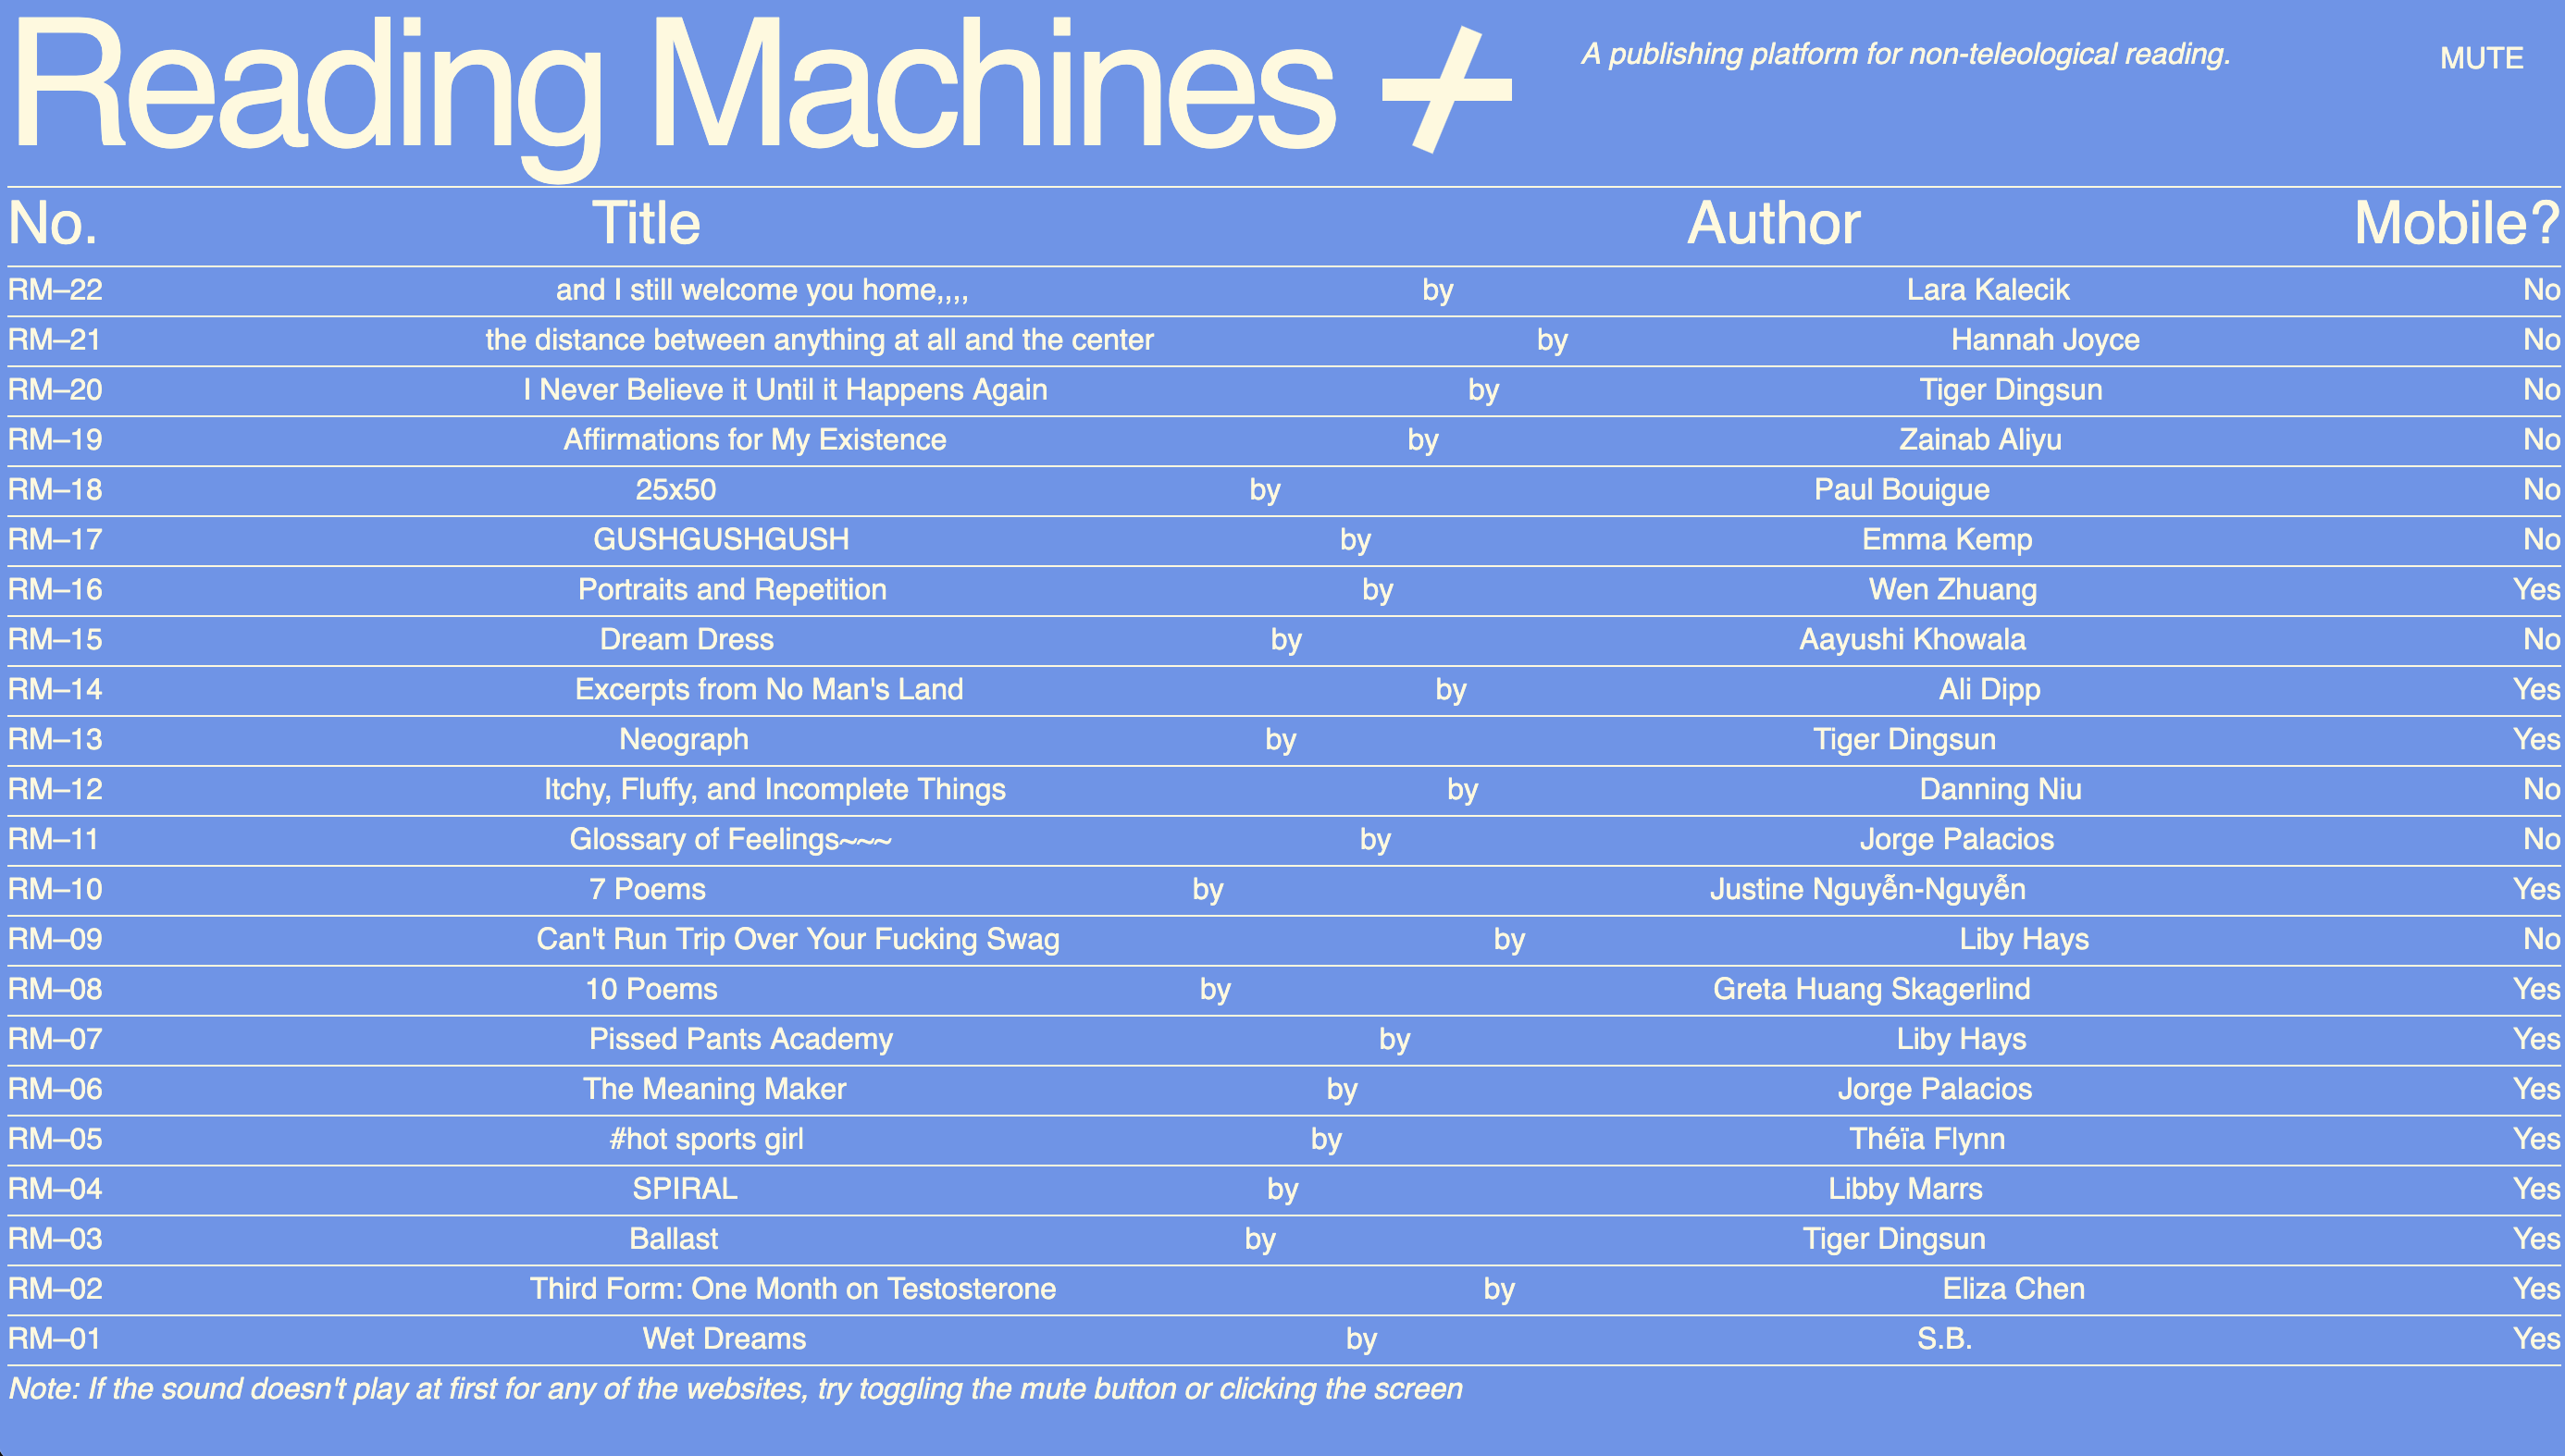 Reading Machines A publishing platform for non-teleological reading. MUTE
No. Title Author Mobile?
RM–22 and I still welcome you home,,,, by Lara Kalecik No
RM–21 the distance between anything at all and the center by Hannah Joyce No
RM–20 I Never Believe it Until it Happens Again by Tiger Dingsun No
RM–19 Affirmations for My Existence by Zainab Aliyu No
RM–18 25x50 by Paul Bouigue No
RM–17 GUSHGUSHGUSH by Emma Kemp No
RM–16 Portraits and Repetition by Wen Zhuang Yes
RM–15 Dream Dress by Aayushi Khowala No
RM–14 Excerpts from No Man's Land by Ali Dipp Yes
RM–13 Neograph by Tiger Dingsun Yes
RM–12 Itchy, Fluffy, and Incomplete Things by Danning Niu No
RM–11 Glossary of Feelings~~~ by Jorge Palacios No
RM–10 7 Poems by Justine Nguyễn-Nguyễn Yes
RM–09 Can't Run Trip Over Your Fucking Swag by Liby Hays No
RM–08 10 Poems by Greta Huang Skagerlind Yes
RM–07 Pissed Pants Academy by Liby Hays Yes
RM–06 The Meaning Maker by Jorge Palacios Yes
RM–05 #hot sports girl by Théïa Flynn Yes
RM–04 SPIRAL by Libby Marrs Yes
RM–03 Ballast by Tiger Dingsun Yes
RM–02 Third Form: One Month on Testosterone by Eliza Chen Yes
RM–01 Wet Dreams by S.B. Yes
Note: If the sound doesn't play at first for any of the websites, try toggling the mute button or clicking the screen